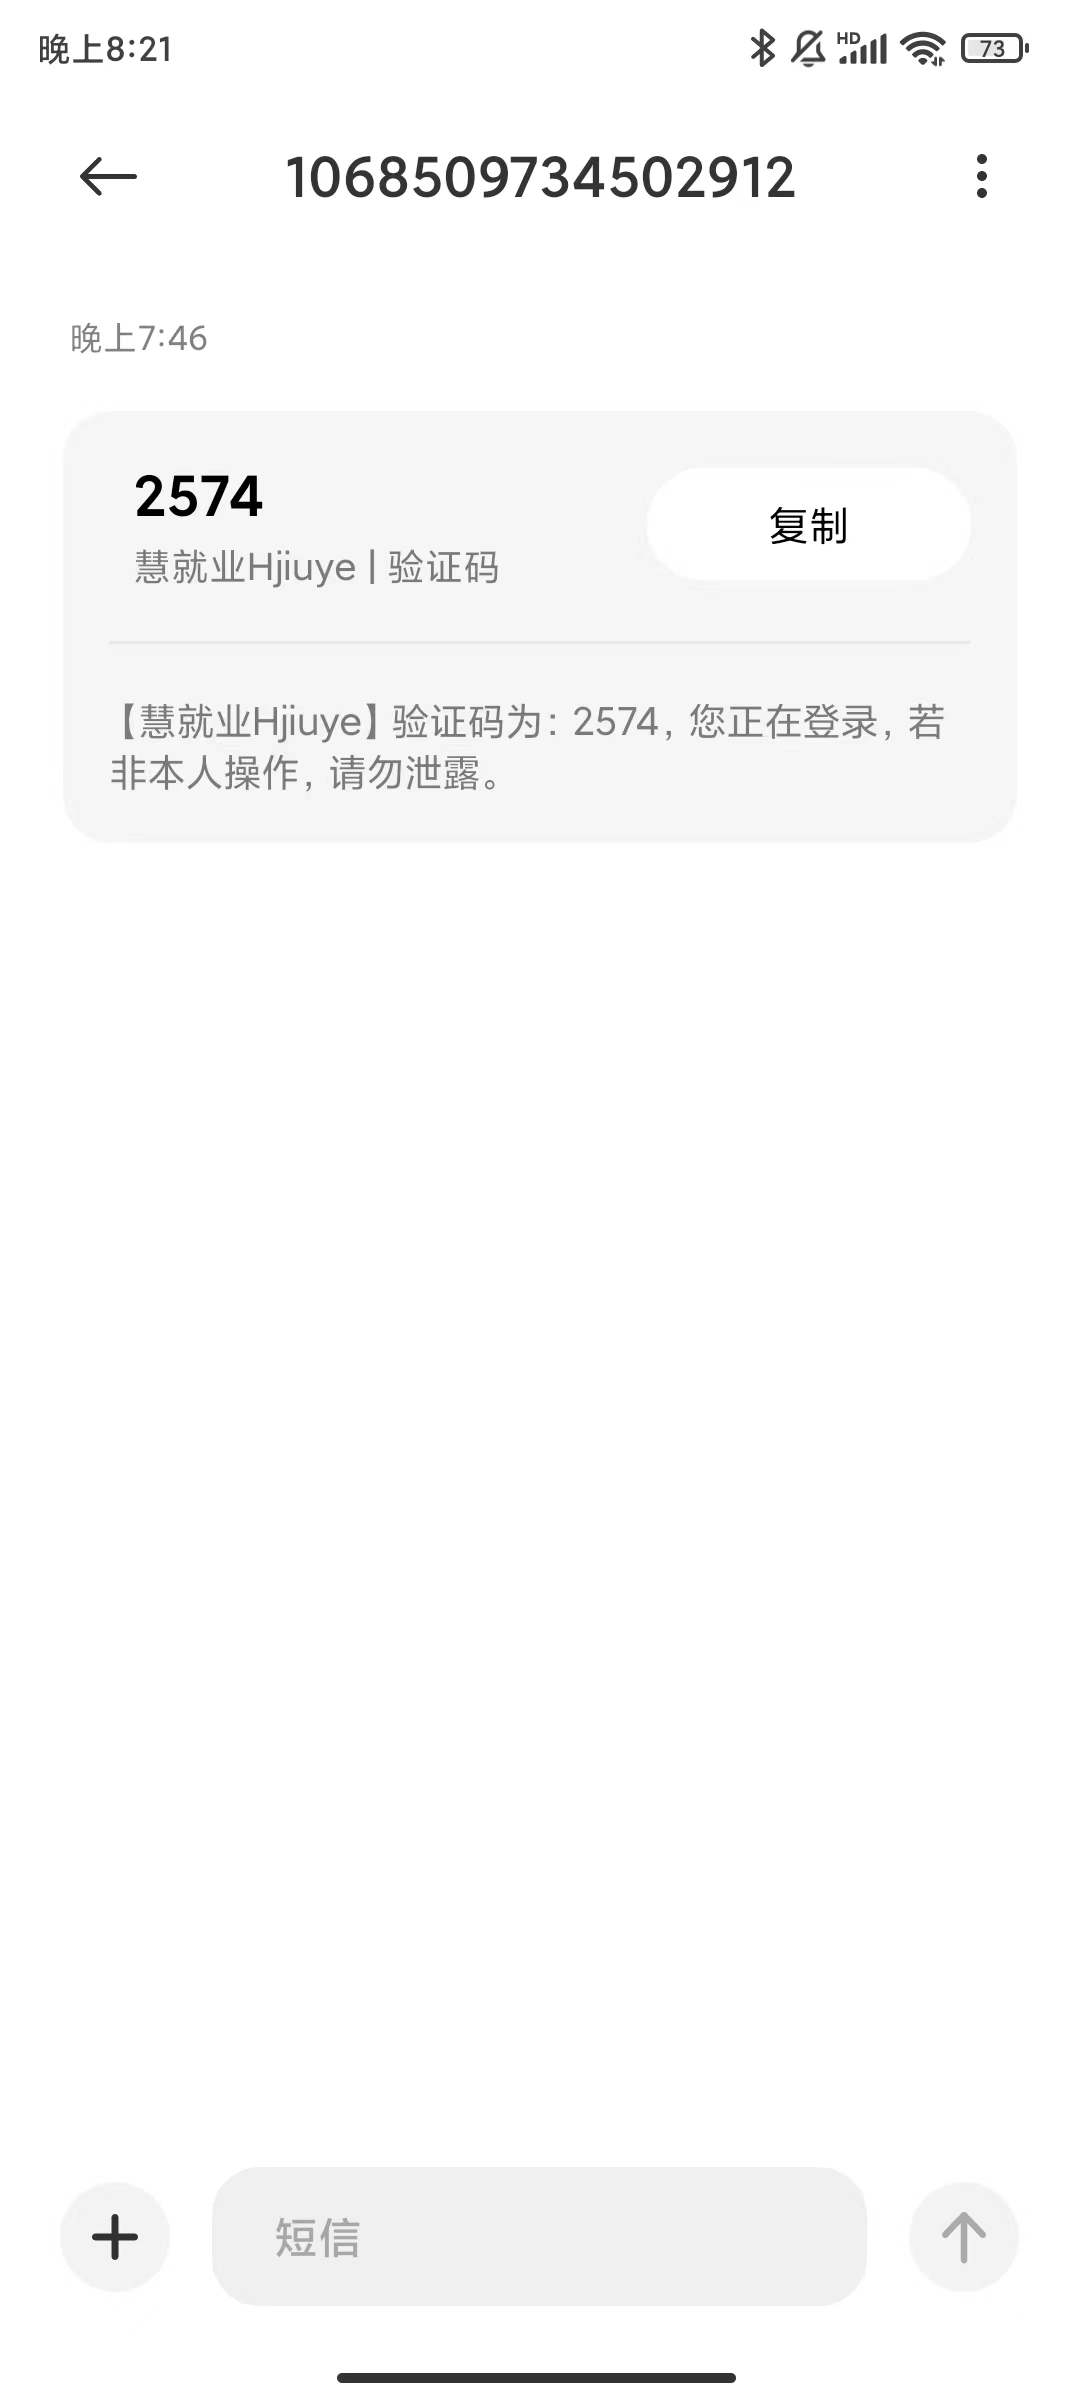 晚上8:21
HD
73
1068509734502912
晚上7:46
2574
复制
慧就业Hjiuye | 验证码
【慧就业Hjiuye】验证码为：2574，您正在登录，若
非本人操作，请勿泄露。
短信